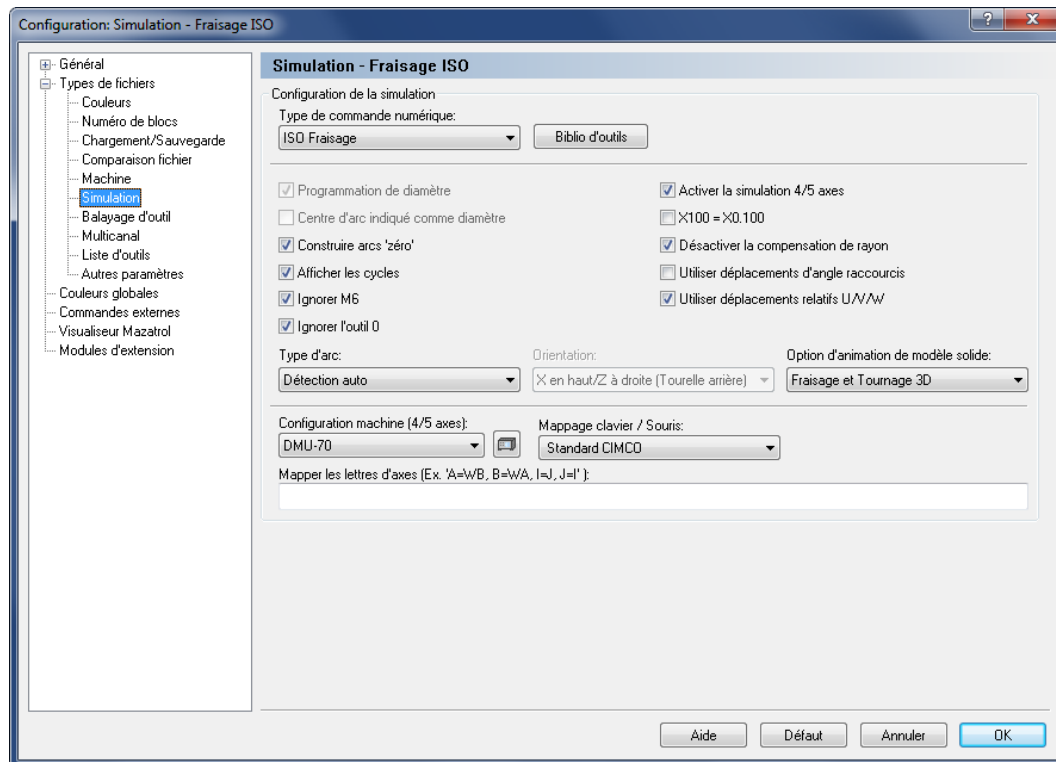 Configuration: Simulation - Fraisage ISO
Général
Types de fichiers
Couleurs
Numéro de blocs
Chargement/Sauvegarde
Comparaison fichier
Machine
Simulation
Balayage d'outil
Multicanal
Liste d'outils
Autres paramètres
Couleurs globales
Commandes externes
Visualiseur Mazatrol
Modules d'extension
Simulation - Fraisage ISO
Configuration de la simulation
Type de commande numérique:
ISO Fraisage
Biblio d'outils
Programmation de diamètre
Activer la simulation 4/5 axes
Centre d'arc indiqué comme diamètre
X100 = X0.100
Construire arcs 'zéro'
Désactiver la compensation de rayon
Afficher les cycles
Utiliser déplacements d'angle raccourcis
Ignorer M6
Utiliser déplacements relatifs U/V/W
Ignorer l'outil 0
Type d'arc:
Orientation:
Option d'animation de modèle solide:
Détection auto
X en haut/Z à droite (Tourelle arrière)
Fraisage et Tournage 3D
Configuration machine (4/5 axes):
Mappage clavier / Souris:
DMU-70
Standard CIMCO
Mapper les lettres d'axes (Ex. 'A=WB, B=WA, I=J, J=I' ):
Aide
Défaut
Annuler
OK